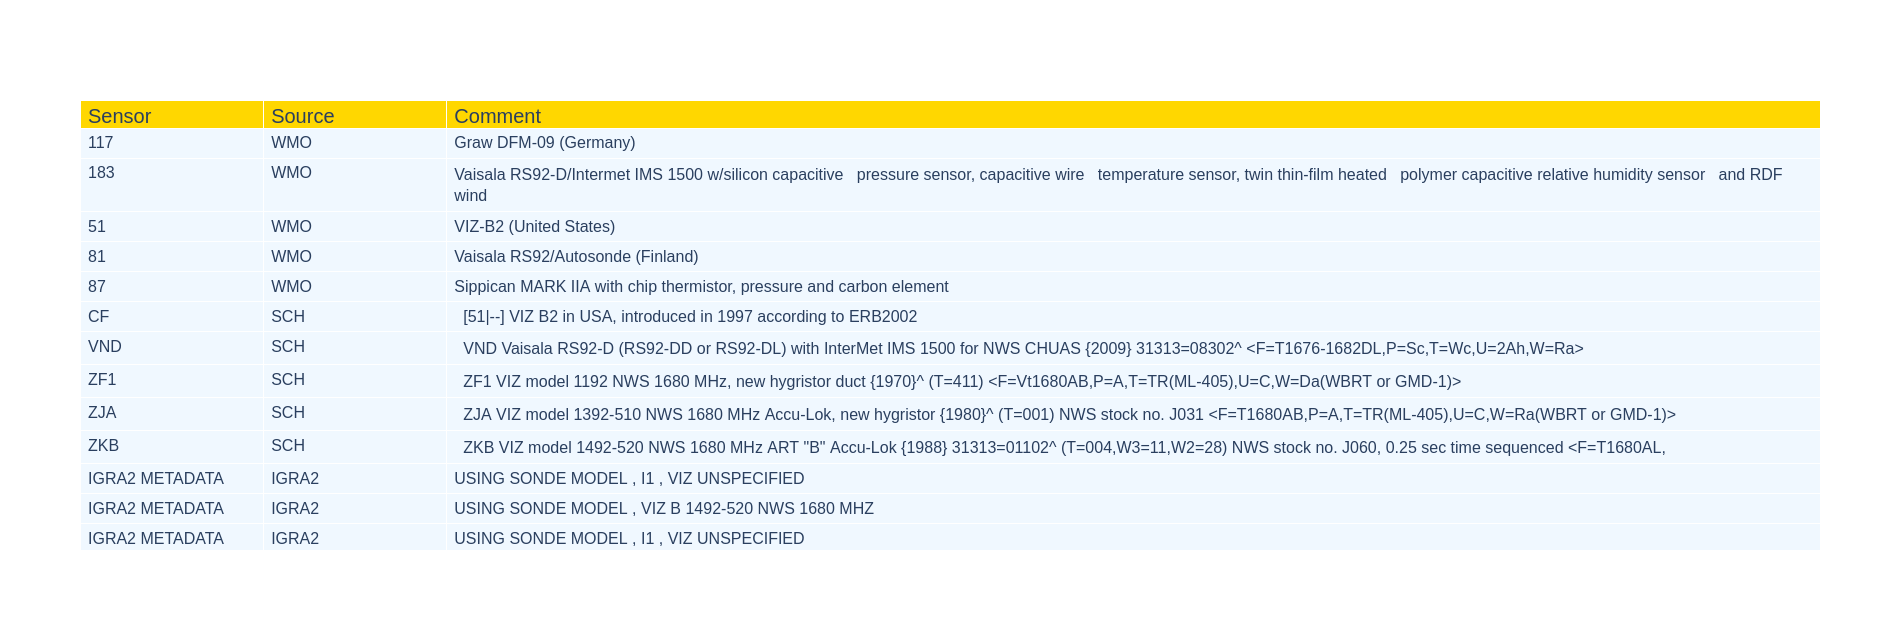 Sensor Source Comment
117 WMO Graw DFM-09 (Germany)
183 WMO Vaisala RS92-D/Intermet IMS 1500 w/silicon capacitive   pressure sensor, capacitive wire   temperature sensor, twin thin-film heated   polymer capacitive relative humidity sensor   and RDF
wind
51 WMO VIZ-B2 (United States)
81 WMO Vaisala RS92/Autosonde (Finland)
87 WMO Sippican MARK IIA with chip thermistor, pressure and carbon element
CF SCH [51|--] VIZ B2 in USA, introduced in 1997 according to ERB2002
VND SCH VND Vaisala RS92-D (RS92-DD or RS92-DL) with InterMet IMS 1500 for NWS CHUAS {2009} 31313=08302^ <F=T1676-1682DL,P=Sc,T=Wc,U=2Ah,W=Ra>
ZF1 SCH ZF1 VIZ model 1192 NWS 1680 MHz, new hygristor duct {1970}^ (T=411) <F=Vt1680AB,P=A,T=TR(ML-405),U=C,W=Da(WBRT or GMD-1)>
ZJA SCH ZJA VIZ model 1392-510 NWS 1680 MHz Accu-Lok, new hygristor {1980}^ (T=001) NWS stock no. J031 <F=T1680AB,P=A,T=TR(ML-405),U=C,W=Ra(WBRT or GMD-1)>
ZKB SCH ZKB VIZ model 1492-520 NWS 1680 MHz ART "B" Accu-Lok {1988} 31313=01102^ (T=004,W3=11,W2=28) NWS stock no. J060, 0.25 sec time sequenced <F=T1680AL,
IGRA2 METADATA IGRA2 USING SONDE MODEL , I1 , VIZ UNSPECIFIED
IGRA2 METADATA IGRA2 USING SONDE MODEL , VIZ B 1492-520 NWS 1680 MHZ
IGRA2 METADATA IGRA2 USING SONDE MODEL , I1 , VIZ UNSPECIFIED